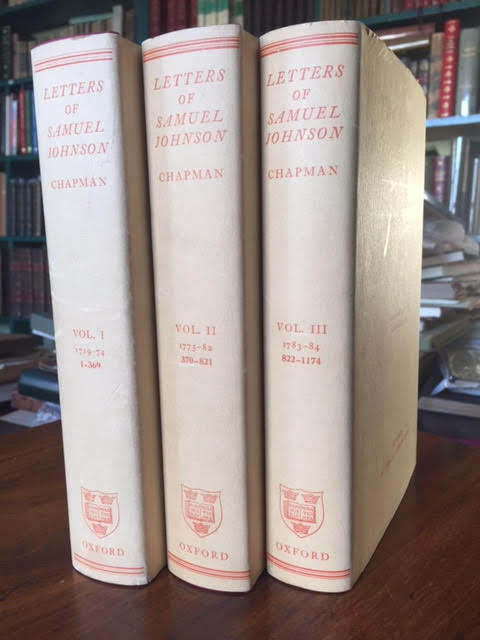 LETTERS
OF
SAMUEL
JOHNSON
CHAPMAN
VOL. I
1719-74
1-369
OXFORD
LETTERS
OF
SAMUEL
JOHNSON
CHAPMAN
VOL. II
1775-82
370-821
OXFORD
LETTERS
OF
SAMUEL
JOHNSON
CHAPMAN
VOL. III
1783-84
822-1174
OXFORD